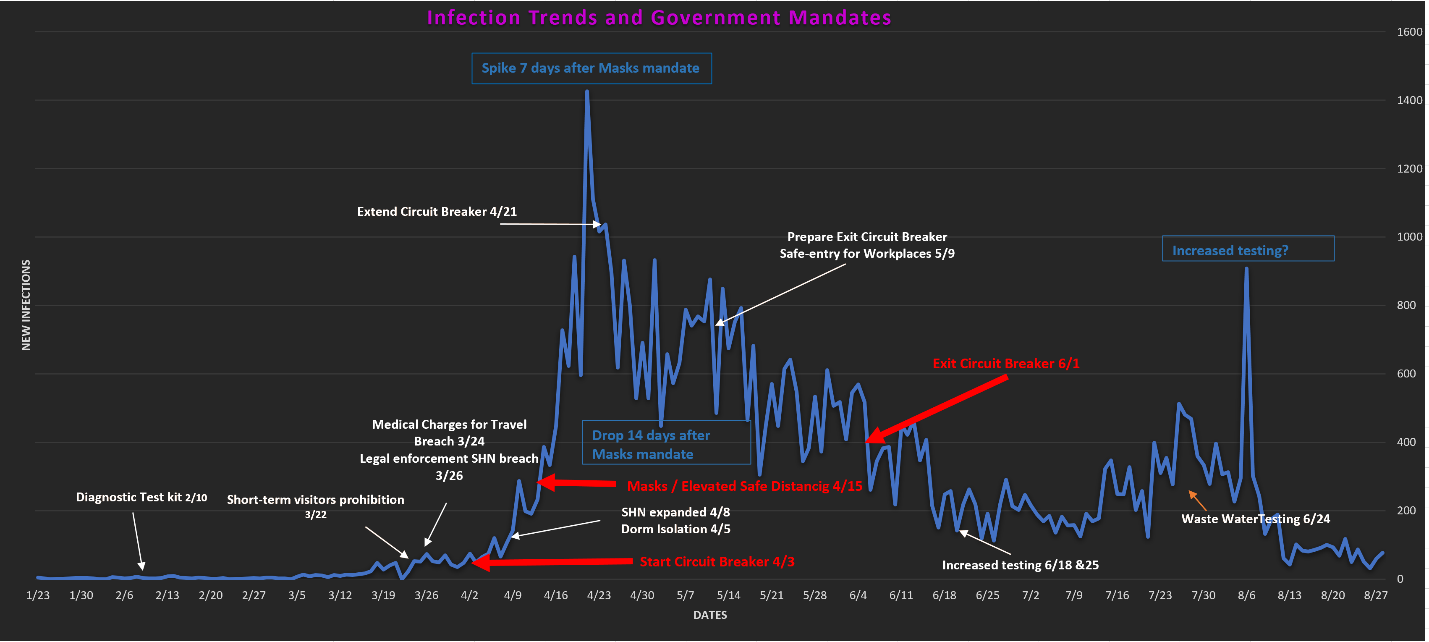 Infection Trends and Government Mandates
1600
Spike 7 days after Masks mandate
1400
1200
Extend Circuit Breaker 4/21
1000
Prepare Exit Circuit Breaker
Safe-entry for Workplaces 5/9
Increased testing?
NEW INFECTIONS
800
Exit Circuit Breaker 6/1
600
Medical Charges for Travel
Breach 3/24
Legal enforcement SHN breach
3/26
Drop 14 days after
Masks mandate
400
Masks / Elevated Safe Distancig 4/15
Diagnostic Test kit 2/10
Short-term visitors prohibition
3/22
SHN expanded 4/8
Dorm Isolation 4/5
Waste WaterTesting 6/24
200
Start Circuit Breaker 4/3
Increased testing 6/18 &25
0
1/23 1/30 2/6 2/13 2/20 2/27 3/5 3/12 3/19 3/26 4/2 4/9 4/16 4/23 4/30 5/7 5/14 5/21 5/28 6/4 6/11 6/18 6/25 7/2 7/9 7/16 7/23 7/30 8/6 8/13 8/20 8/27
DATES